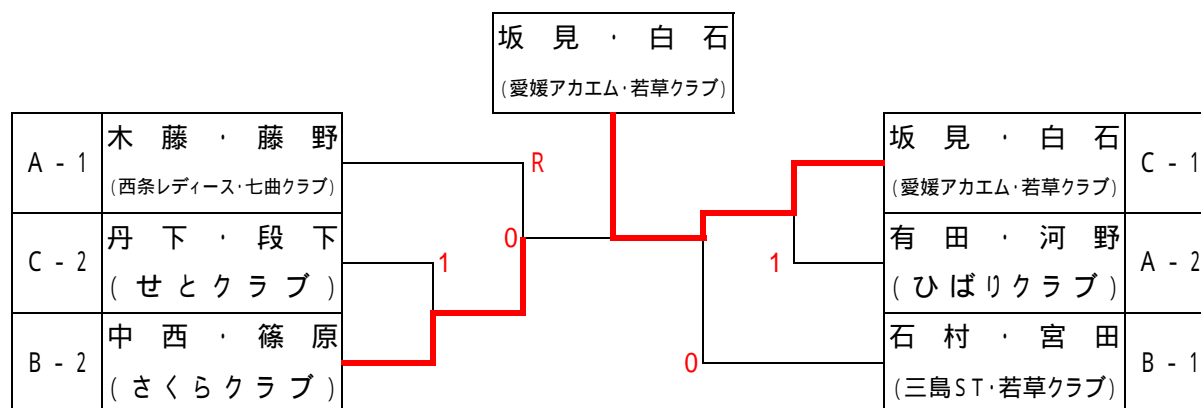 坂見・白石
(愛媛アカエム・若草クラブ)
A - 1
木藤・藤野
(西条レディース・七曲クラブ)
R
C - 2
丹下・段下
(せとクラブ)
1
0
B - 2
中西・篠原
(さくらクラブ)
坂見・白石
(愛媛アカエム・若草クラブ)
C - 1
有田・河野
(ひばりクラブ)
A - 2
1
石村・宮田
(三島ST・若草クラブ)
B - 1
0